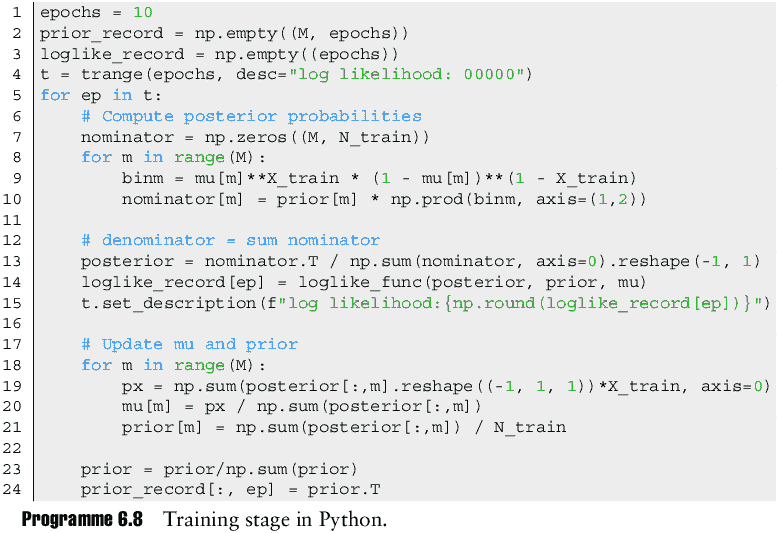 1 epochs = 10
2 prior_record = np.empty((M, epochs))
3 loglike_record = np.empty((epochs))
4 t = trange(epochs, desc="log likelihood: 00000")
5 for ep in t:
6     # Compute posterior probabilities
7     nominator = np.zeros((M, N_train))
8     for m in range(M):
9         binm = mu[m]**X_train * (1 - mu[m])**(1 - X_train)
10         nominator[m] = prior[m] * np.prod(binm, axis=(1,2))
11
12     # denominator = sum nominator
13     posterior = nominator.T / np.sum(nominator, axis=0).reshape(-1, 1)
14     loglike_record[ep] = loglike_func(posterior, prior, mu)
15     t.set_description(f"log likelihood:{np.round(loglike_record[ep])}")
16
17     # Update mu and prior
18     for m in range(M):
19         px = np.sum(posterior[:,m].reshape((-1, 1, 1))*X_train, axis=0)
20         mu[m] = px / np.sum(posterior[:,m])
21         prior[m] = np.sum(posterior[:,m]) / N_train
22
23     prior = prior/np.sum(prior)
24     prior_record[:, ep] = prior.T
Programme 6.8 Training stage in Python.